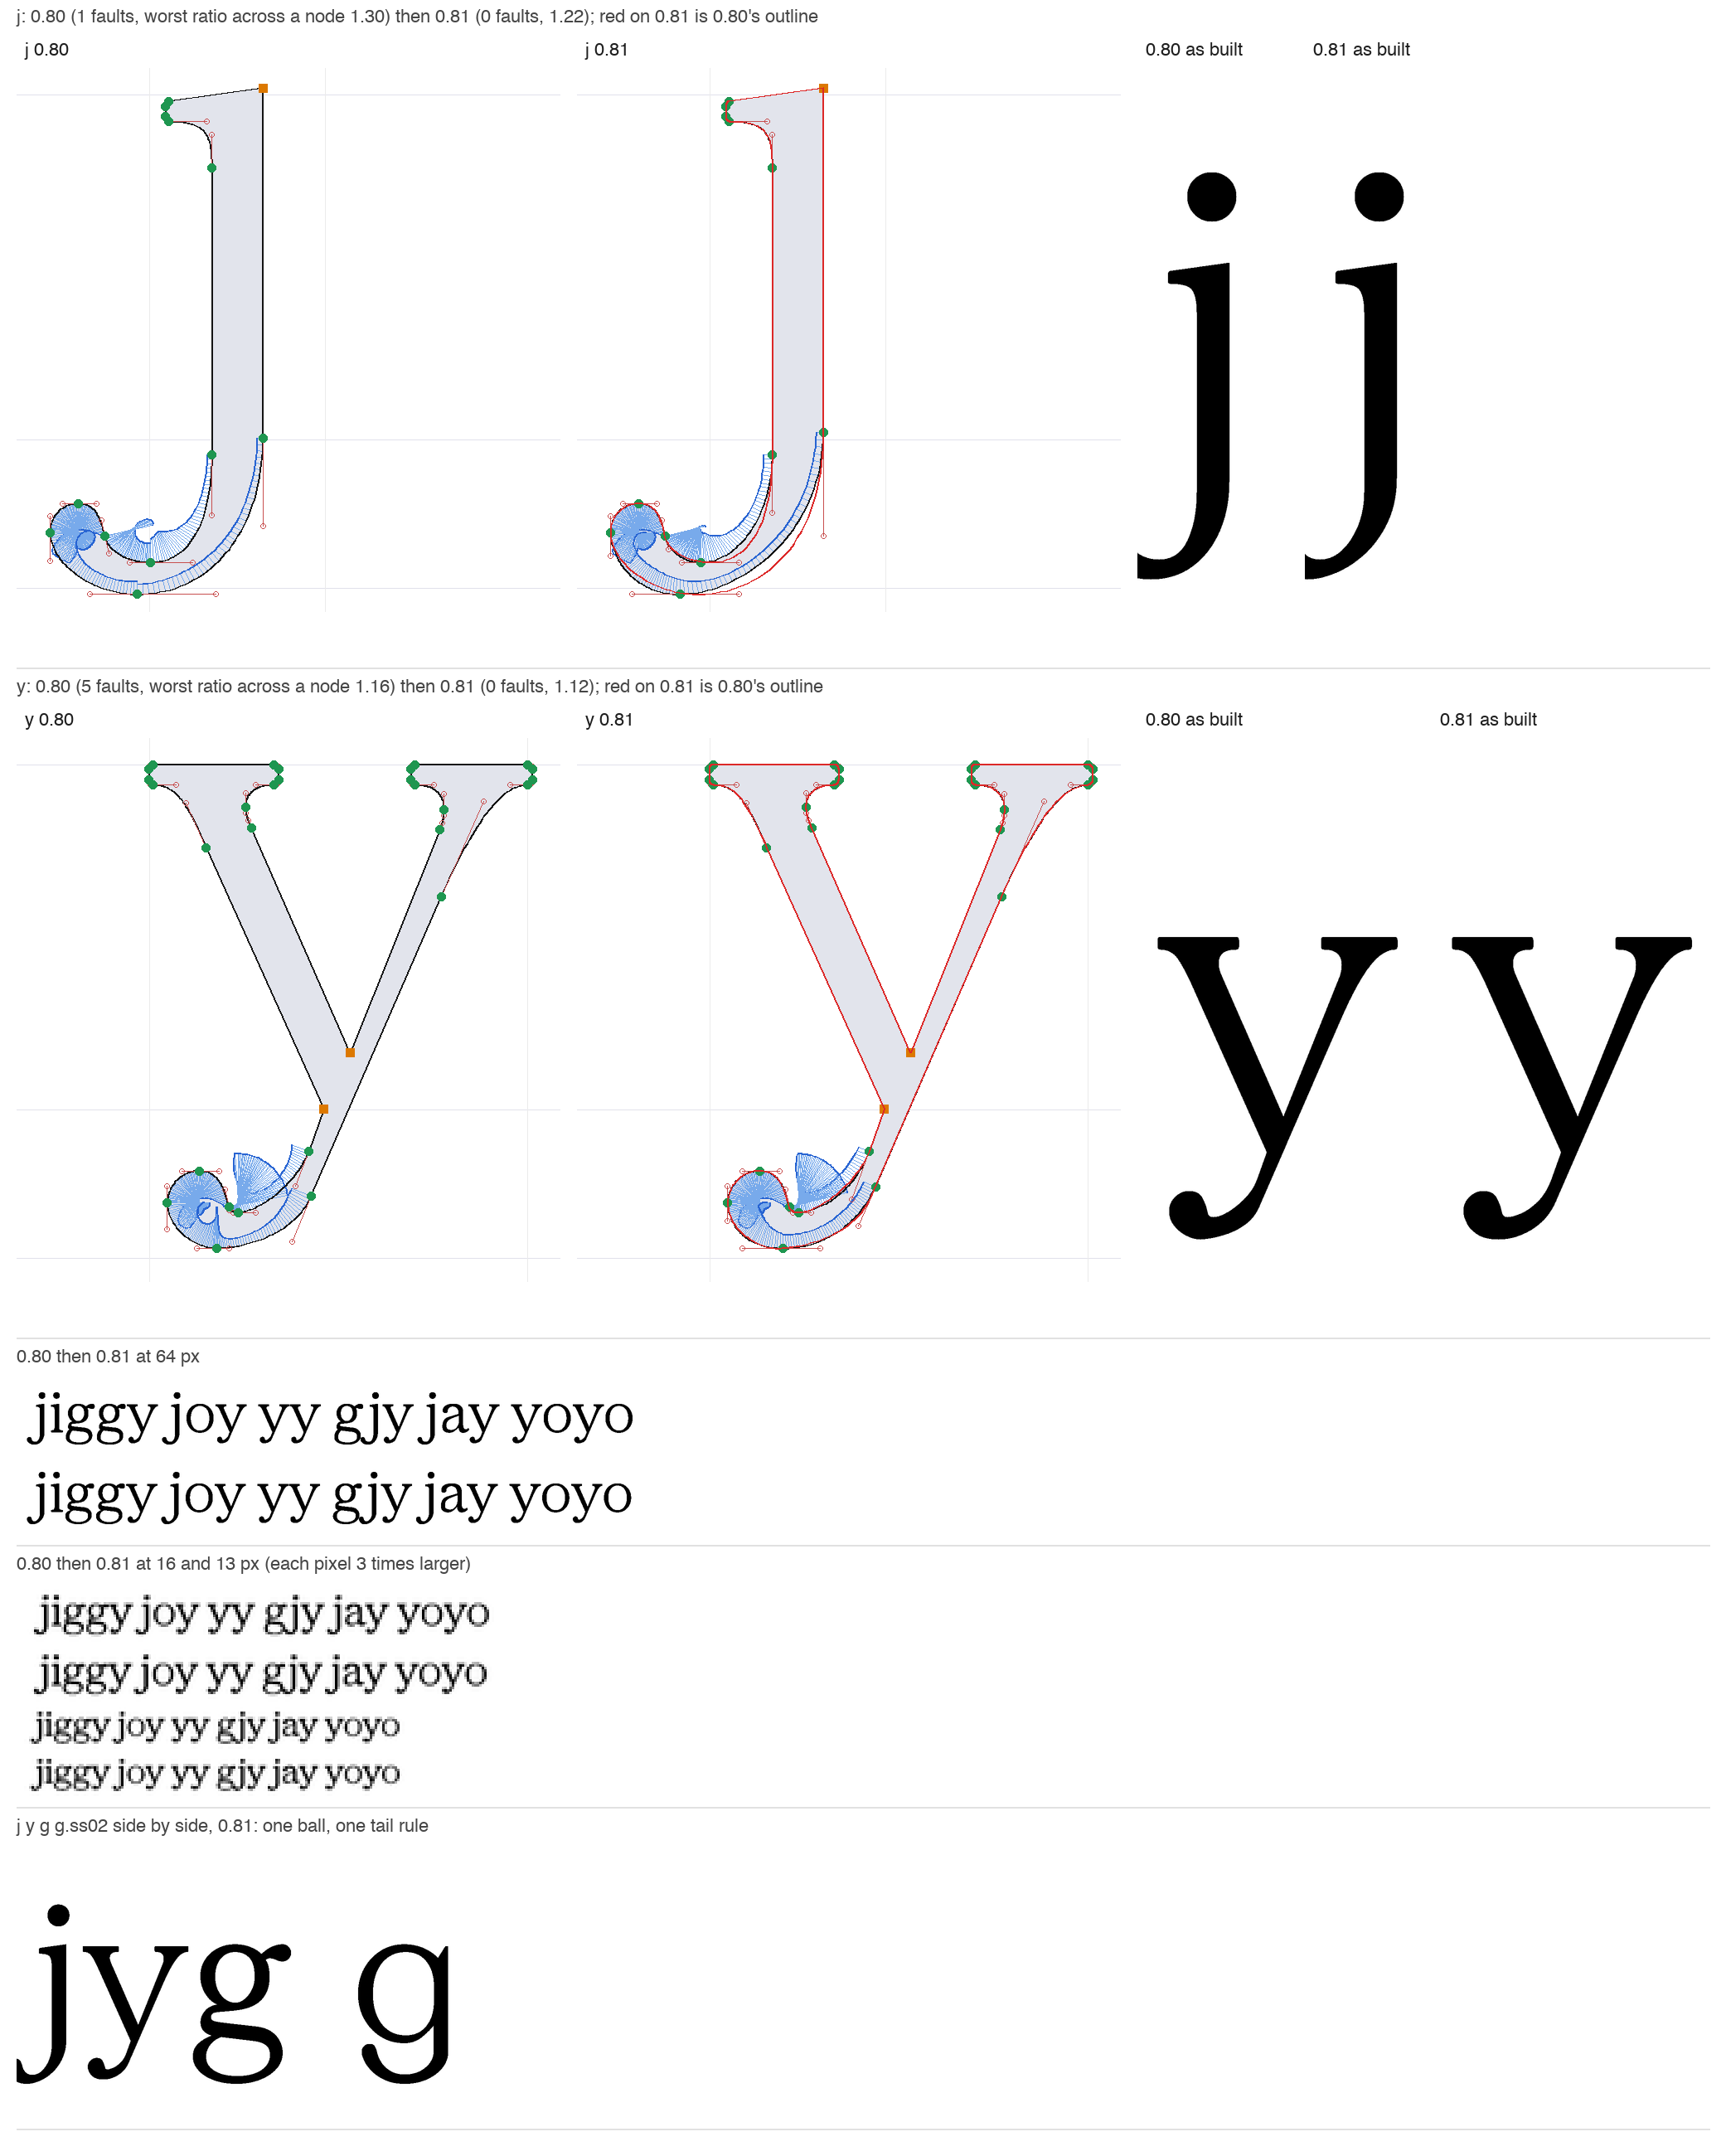 j: 0.80 (1 faults, worst ratio across a node 1.30) then 0.81 (0 faults, 1.22); red on 0.81 is 0.80's outline
j 0.80 j 0.81 0.80 as built 0.81 as built
j j j j
y: 0.80 (5 faults, worst ratio across a node 1.16) then 0.81 (0 faults, 1.12); red on 0.81 is 0.80's outline
y 0.80 y 0.81 0.80 as built 0.81 as built
y y y y
0.80 then 0.81 at 64 px
jiggy joy yy gjy jay yoyo
jiggy joy yy gjy jay yoyo
0.80 then 0.81 at 16 and 13 px (each pixel 3 times larger)
jiggy joy yy gjy jay yoyo
jiggy joy yy gjy jay yoyo
jiggy joy yy gjy jay yoyo
jiggy joy yy gjy jay yoyo
j y g g.ss02 side by side, 0.81: one ball, one tail rule
jyg g